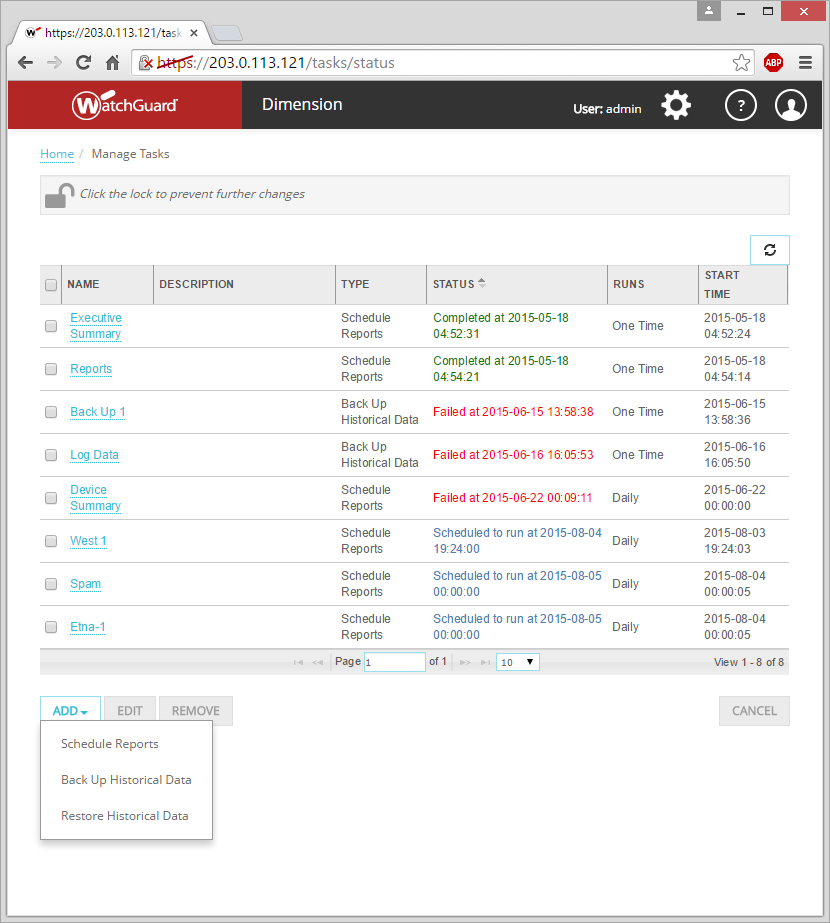 https://203.0.113.121/task
https://203.0.113.121/tasks/status
ABP
WatchGuard Dimension User: admin ?
Home / Manage Tasks
Click the lock to prevent further changes
NAME DESCRIPTION TYPE STATUS RUNS START TIME
Executive Schedule Completed at 2015-05-18 One Time 2015-05-18
Summary Reports 04:52:31 04:52:24
Reports Schedule Completed at 2015-05-18 One Time 2015-05-18
Reports 04:54:21 04:54:14
Back Up 1 Back Up Failed at 2015-06-15 13:58:38 One Time 2015-06-15
Historical Data 13:58:36
Log Data Back Up Failed at 2015-06-16 16:05:53 One Time 2015-06-16
Historical Data 16:05:50
Device Schedule Failed at 2015-06-22 00:09:11 Daily 2015-06-22
Summary Reports 00:00:00
West 1 Schedule Scheduled to run at 2015-08-04 Daily 2015-08-03
Reports 19:24:00 19:24:03
Spam Schedule Scheduled to run at 2015-08-05 Daily 2015-08-04
Reports 00:00:00 00:00:05
Etna-1 Schedule Scheduled to run at 2015-08-05 Daily 2015-08-04
Reports 00:00:00 00:00:05
Page 1 of 1 10 View 1 - 8 of 8
ADD EDIT REMOVE CANCEL
Schedule Reports
Back Up Historical Data
Restore Historical Data